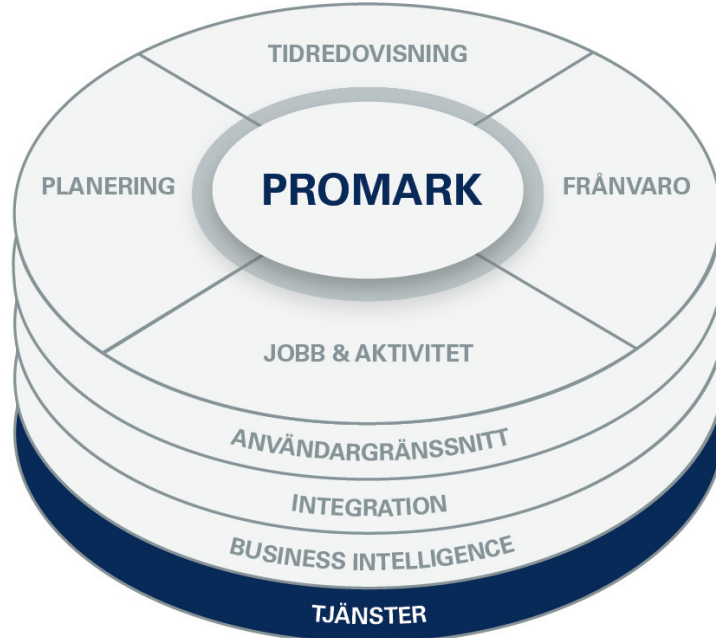 TIDREDOVISNING
PLANERING
PROMARK
FRÅNVARO
JOBB & AKTIVITET
ANVÄNDARGRÄNSSNITT
INTEGRATION
BUSINESS INTELLIGENCE
TJÄNSTER